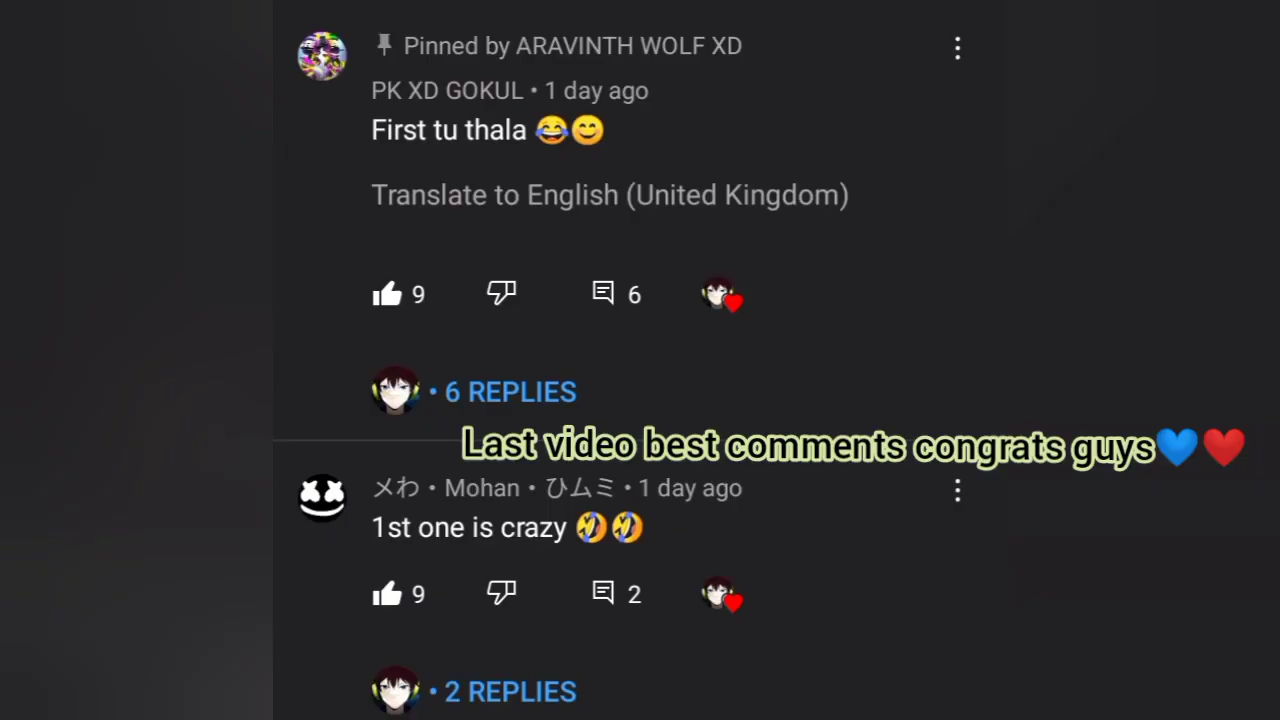 Pinned by ARAVINTH WOLF XD
PK XD GOKUL • 1 day ago
First tu thala 😂😊
Translate to English (United Kingdom)
9 6
• 6 REPLIES
Last video best comments congrats guys💙❤️
メわ • Mohan • ひムミ • 1 day ago
1st one is crazy 🤣🤣
9 2
• 2 REPLIES